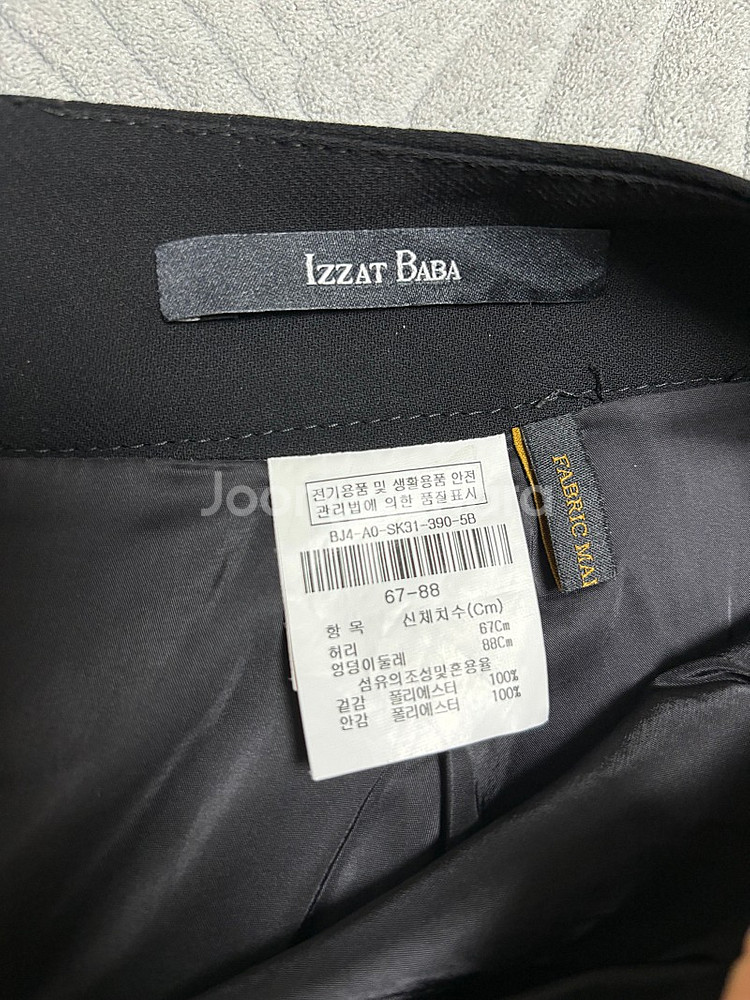 IZZAT BABA
전기용품 및 생활용품 안전
관리법에 의한 품질표시
BJ4-A0-SK31-390-5B
67-88
항 목 신체치수(Cm)
허리 67Cm
엉덩이둘레 88Cm
섬유의조성및혼용율
겉감 폴리에스터 100%
안감 폴리에스터 100%
FABRIC